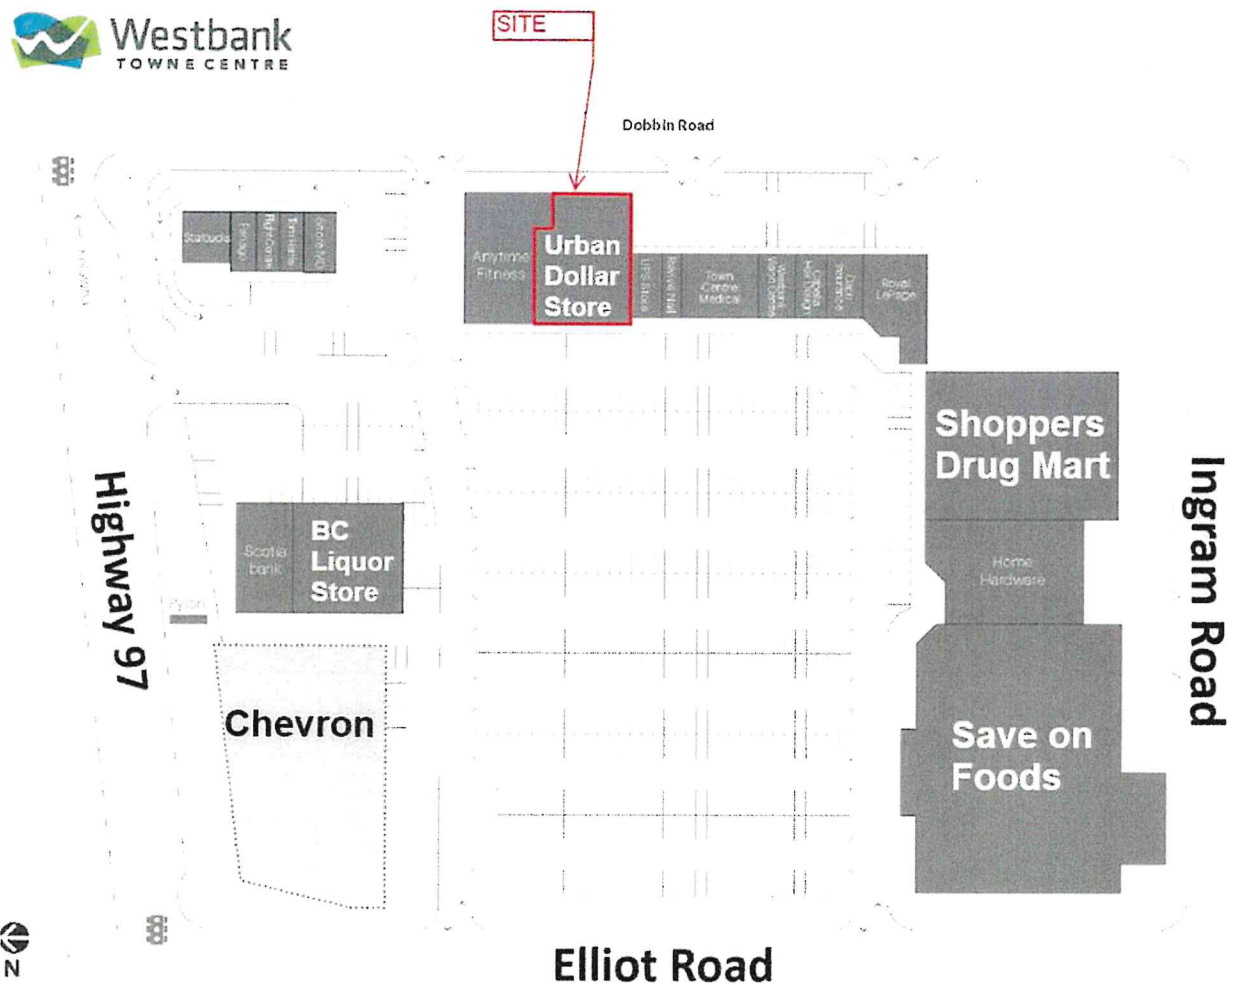 Westbank
TOWNE CENTRE
SITE
Dobbin Road
Starbucks
Anytime
Fitness
Urban
Dollar
Store
UPS Store
Town
Centre
Medical
Royal
LePage
Shoppers
Drug Mart
Home
Hardware
Save on
Foods
Ingram Road
Highway 97
Scotia
bank
BC
Liquor
Store
Pylon
Chevron
Elliot Road
N